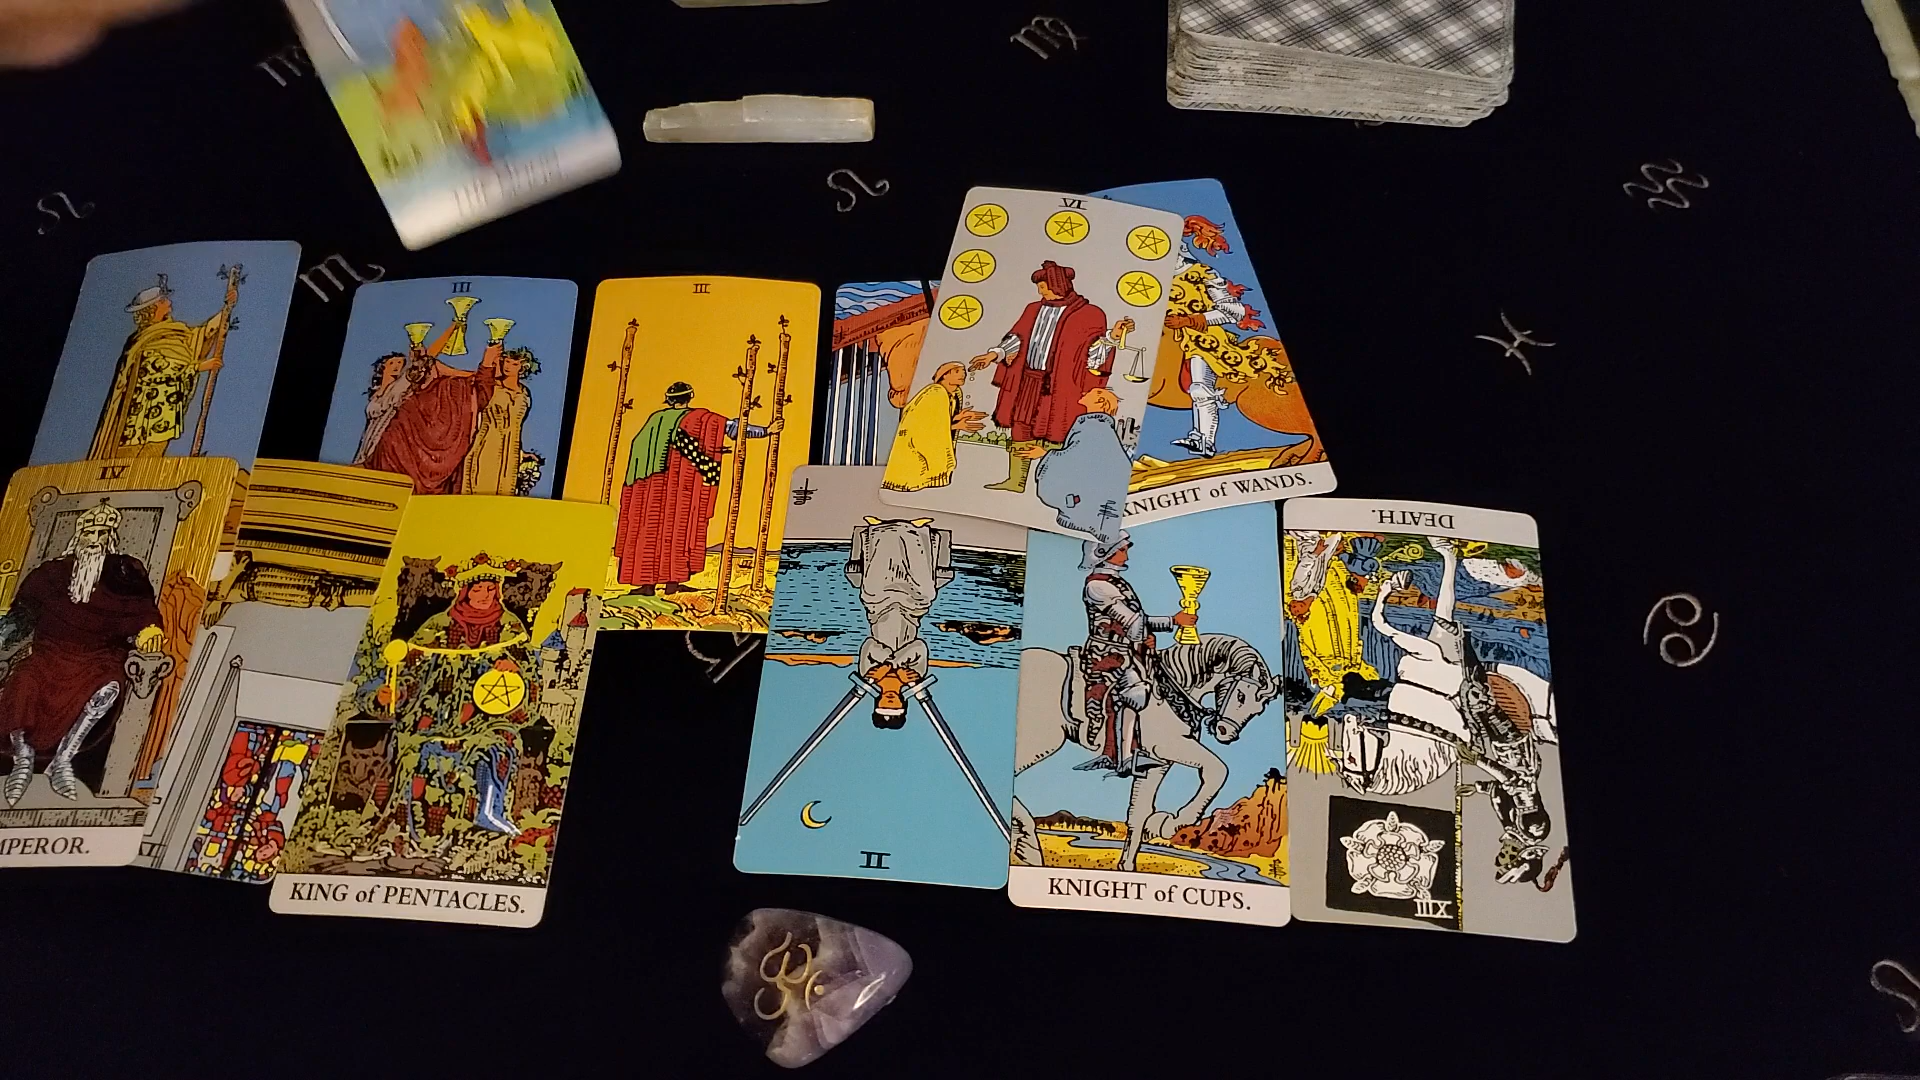 III
III
VI
KNIGHT of WANDS.
IV
MPEROR.
KING of PENTACLES.
II
KNIGHT of CUPS.
DEATH.
XIII